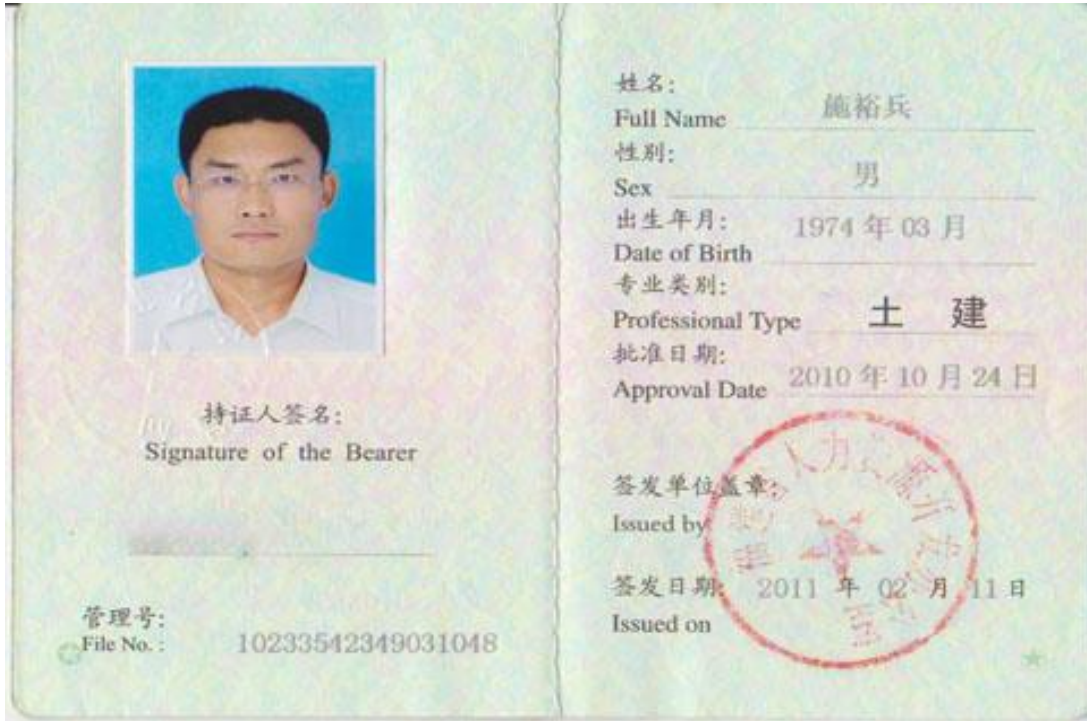 持证人签名:
Signature of the Bearer
管理号:
File No. :
10233542349031048
姓名:
Full Name 施裕兵
性别:
Sex 男
出生年月:
Date of Birth 1974 年 03 月
专业类别:
Professional Type 土 建
批准日期:
Approval Date 2010 年 10 月 24 日
签发单位盖章:
Issued by
签发日期: 2011 年 02 月 11 日
Issued on